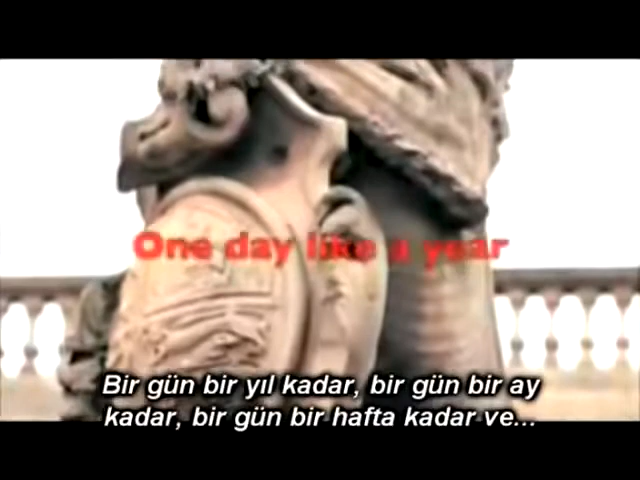 One day like a year
Bir gün bir yıl kadar, bir gün bir ay
kadar, bir gün bir hafta kadar ve...